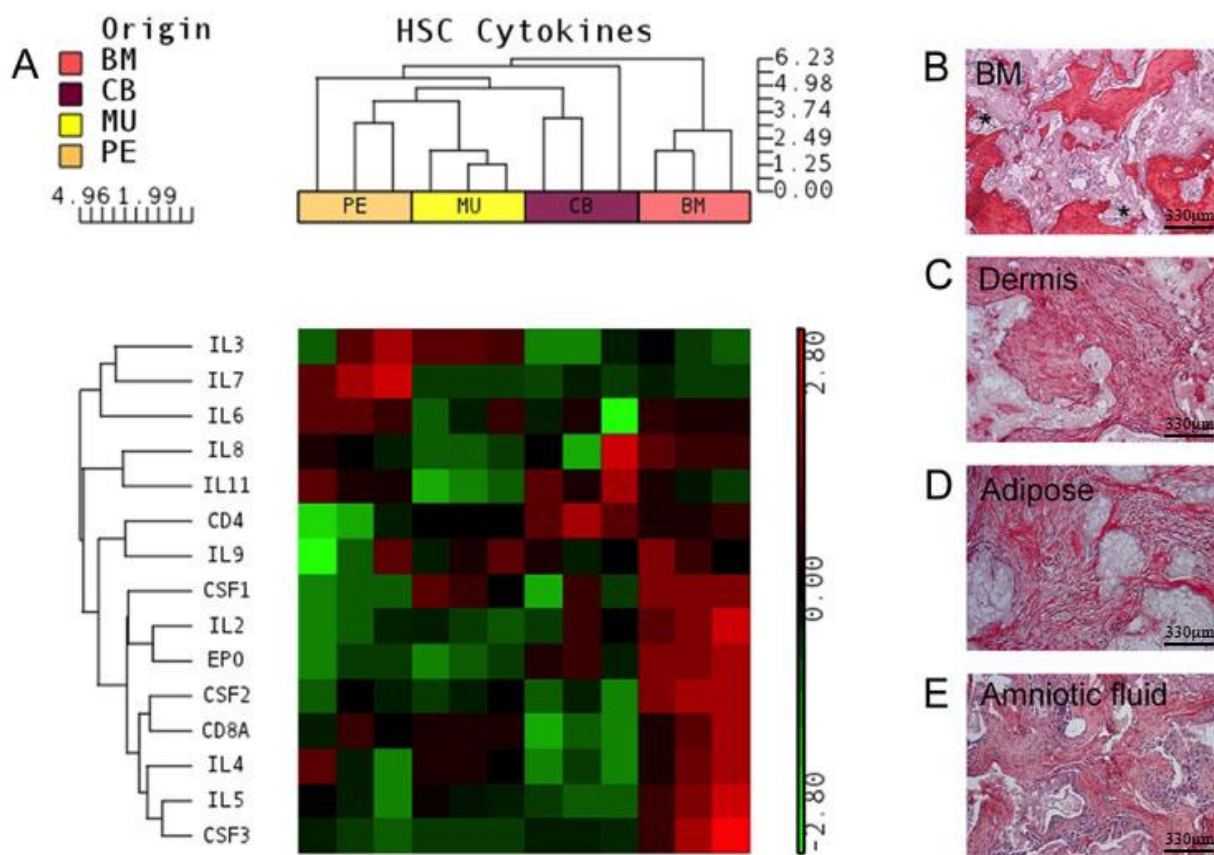 A
Origin
BM
CB
MU
PE
4.96 1.99
HSC Cytokines
6.23
4.98
3.74
2.49
1.25
0.00
PE MU CB BM
IL3
IL7
IL6
IL8
IL11
CD4
IL9
CSF1
IL2
EPO
CSF2
CD8A
IL4
IL5
CSF3
2.80
0.00
-2.80
B
BM
*
*
330µm
C
Dermis
330µm
D
Adipose
330µm
E
Amniotic fluid